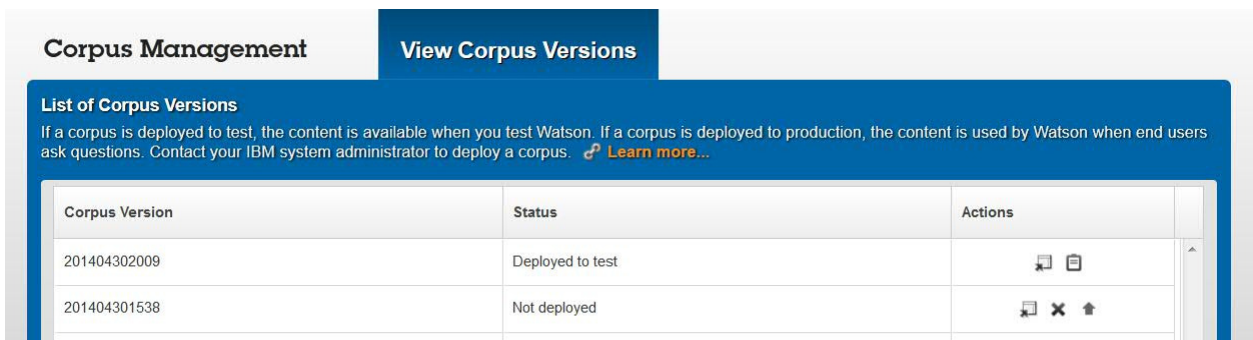 Corpus Management
View Corpus Versions
List of Corpus Versions
If a corpus is deployed to test, the content is available when you test Watson. If a corpus is deployed to production, the content is used by Watson when end users
ask questions. Contact your IBM system administrator to deploy a corpus. Learn more...
Corpus Version Status Actions
201404302009 Deployed to test
201404301538 Not deployed